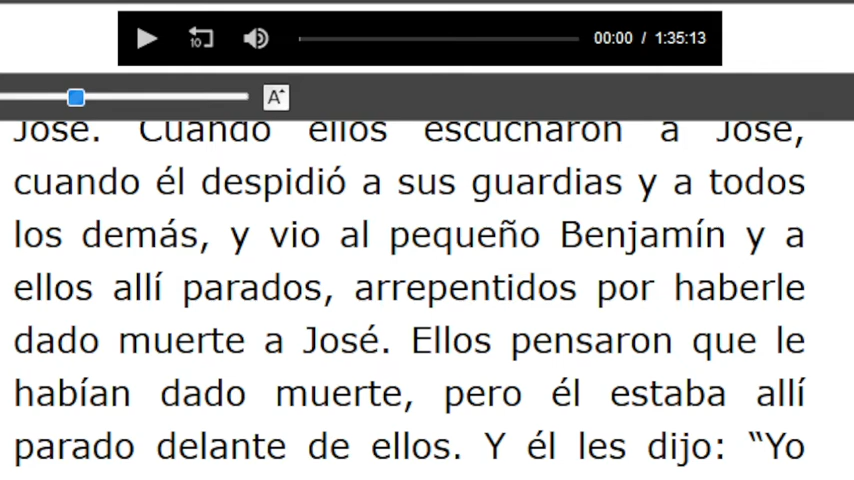 10
00:00 / 1:35:13
A
José. Cuando ellos escucharon a José,
cuando él despidió a sus guardias y a todos
los demás, y vio al pequeño Benjamín y a
ellos allí parados, arrepentidos por haberle
dado muerte a José. Ellos pensaron que le
habían dado muerte, pero él estaba allí
parado delante de ellos. Y él les dijo: “Yo